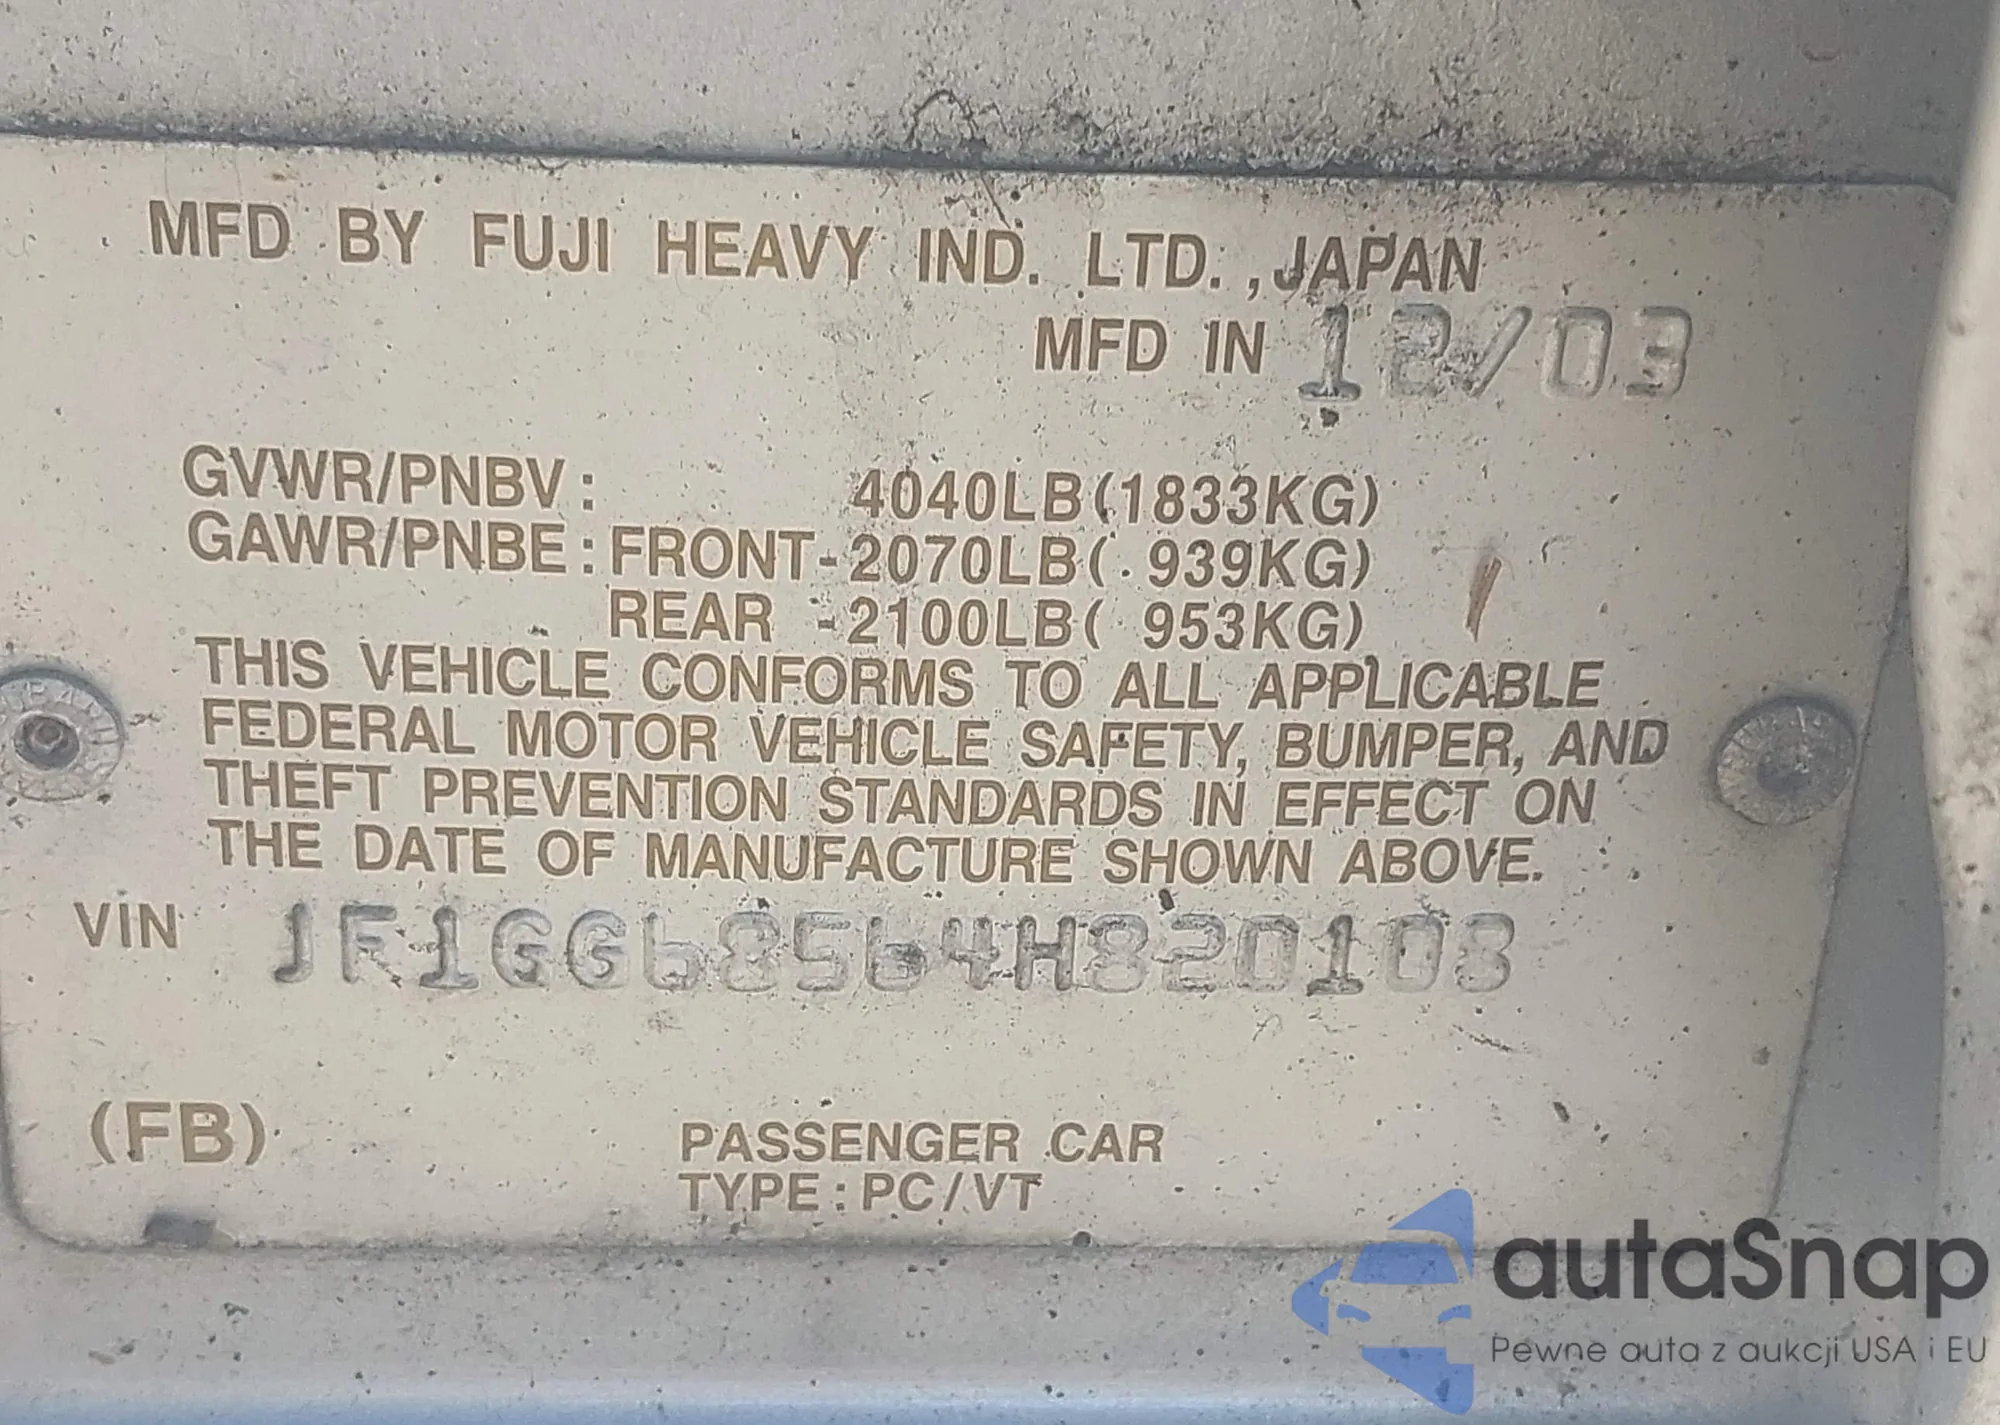 MFD BY FUJI HEAVY IND. LTD.,JAPAN
MFD IN 12/03
GVWR/PNBV: 4040LB(1833KG)
GAWR/PNBE:FRONT-2070LB( 939KG)
REAR -2100LB( 953KG)
THIS VEHICLE CONFORMS TO ALL APPLICABLE
FEDERAL MOTOR VEHICLE SAFETY, BUMPER, AND
THEFT PREVENTION STANDARDS IN EFFECT ON
THE DATE OF MANUFACTURE SHOWN ABOVE.
VIN JF1GG68564H820108
(FB) PASSENGER CAR
TYPE:PC/VT
autaSnap
Pewne auta z aukcji USA i EU